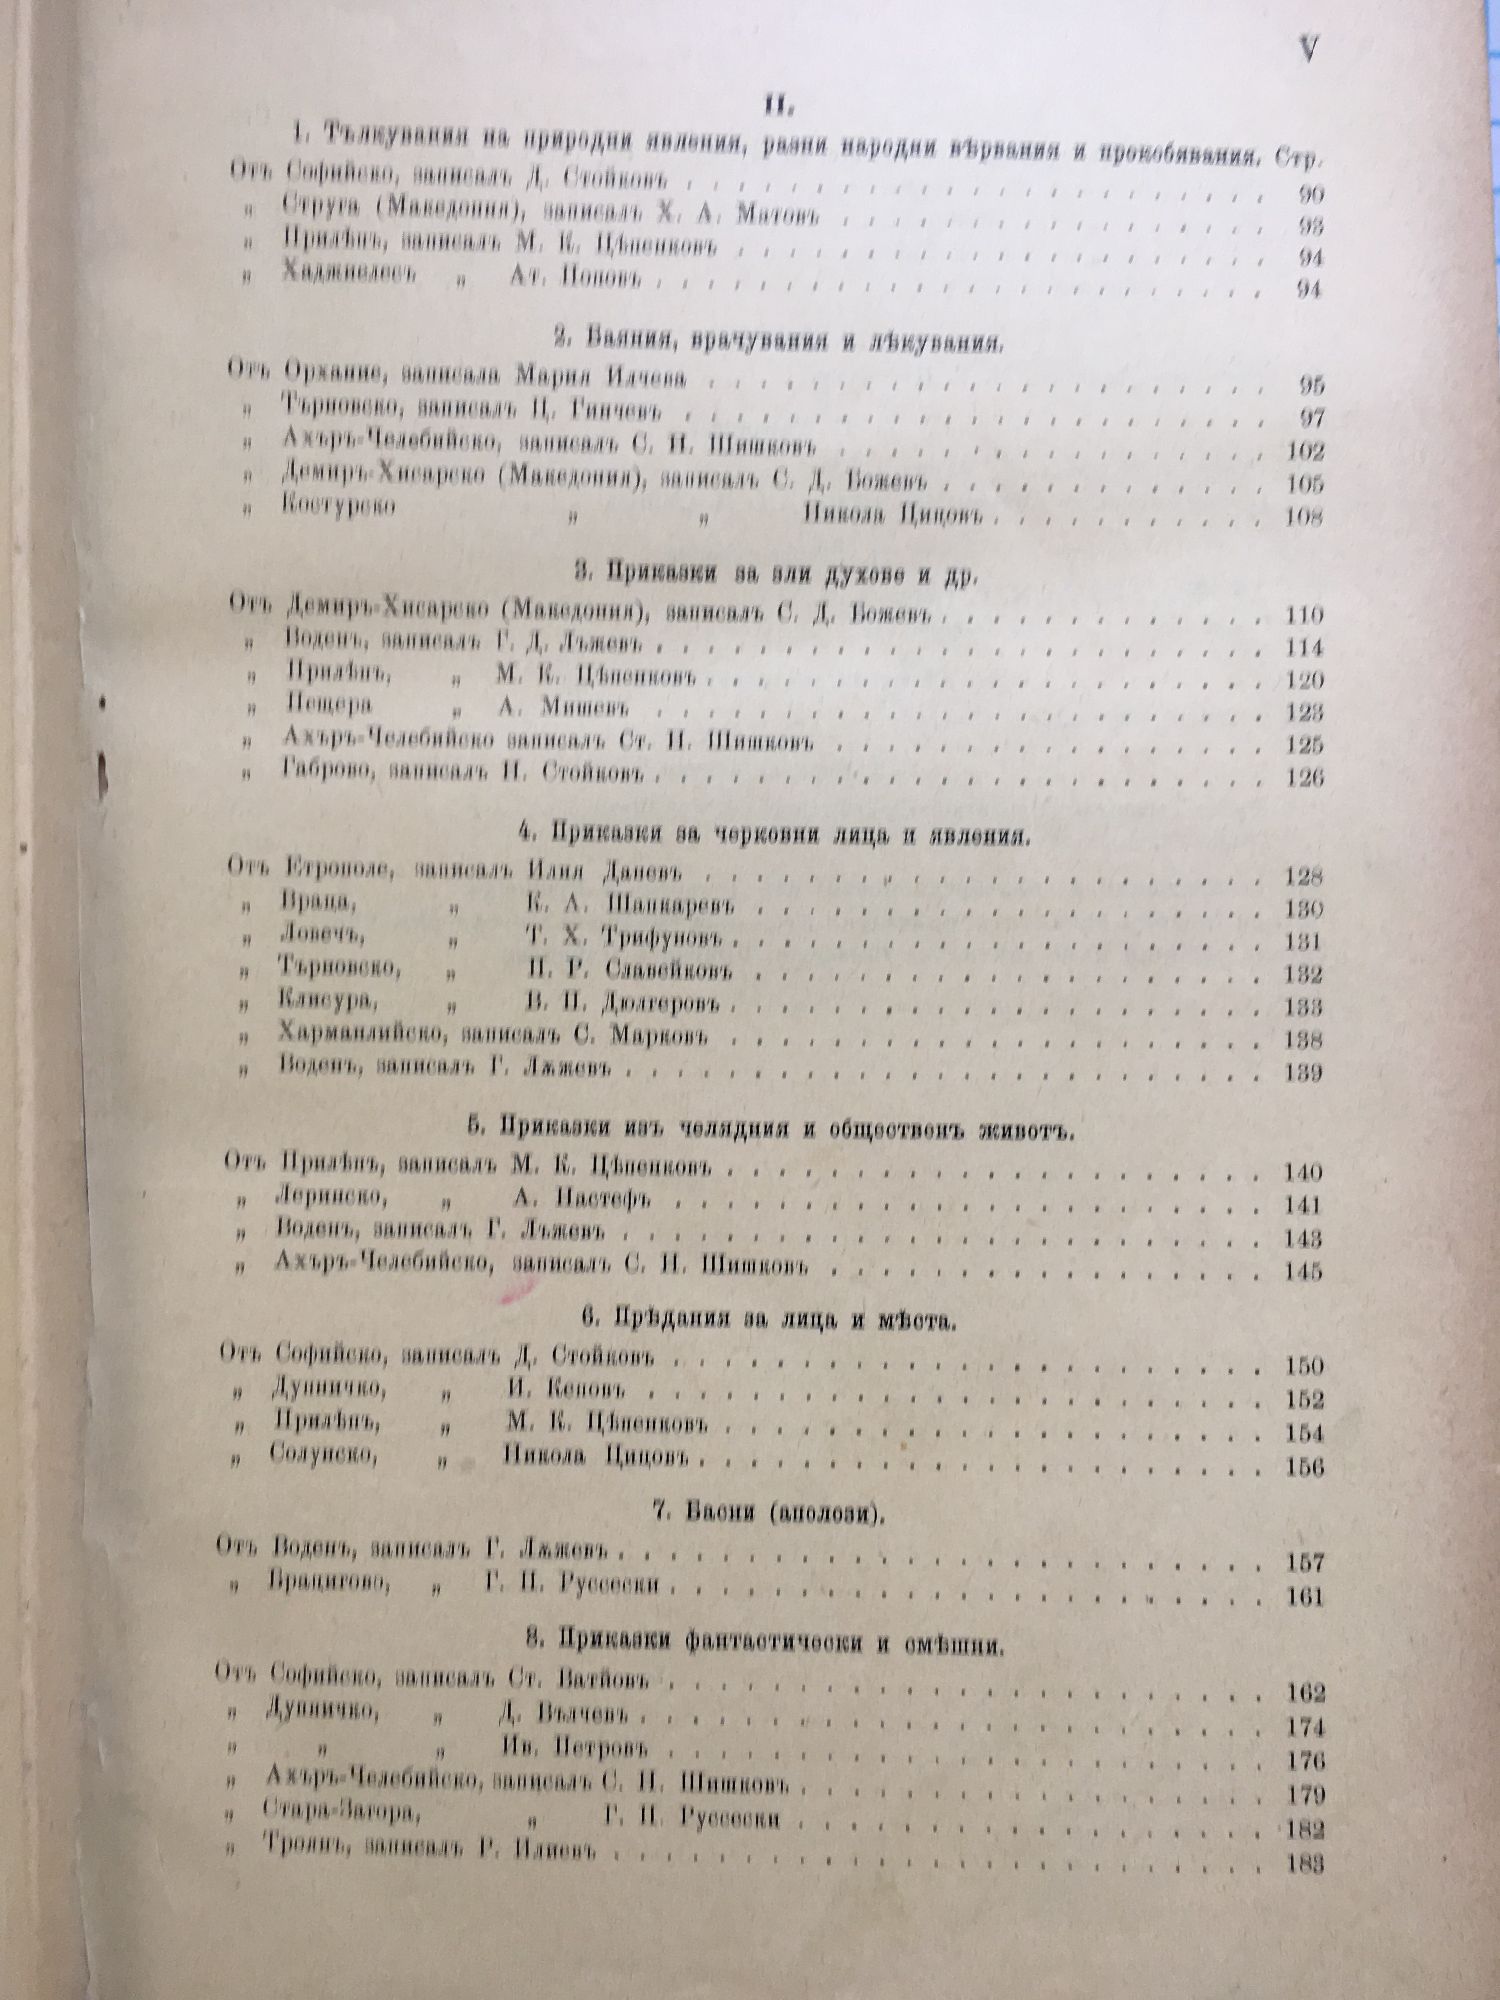 V
II.
1. Тълкувания на природни явления, разни народни вѣрвания и прокобявания. Стр.
Отъ Софийско, записалъ Д. Стойковъ . . . . . . . . . . 90
„ Струга (Македония), записалъ Х. А. Матовъ . . . . . . . . . . 93
„ Прилѣпъ, записалъ М. К. Цѣпенковъ . . . . . . . . . . 94
„ Хаджиелесъ „ Ат. Поповъ . . . . . . . . . . 94
2. Баяния, врачувания и лѣкувания.
Отъ Орхание, записала Мария Илчева . . . . . . . . . . 95
„ Търновско, записалъ Ц. Гинчевъ . . . . . . . . . . 97
„ Ахъръ-Челебийско, записалъ С. Н. Шишковъ . . . . . . . . . . 102
„ Демиръ-Хисарско (Македония), записалъ С. Д. Божевъ . . . . . . . . . . 105
„ Костурско „ „ Никола Цицовъ . . . . . . . . . . 108
3. Приказки за зли духове и др.
Отъ Демиръ-Хисарско (Македония), записалъ С. Д. Божевъ . . . . . . . . . . 110
„ Воденъ, записалъ Г. Д. Лъжевъ . . . . . . . . . . 114
„ Прилѣпъ, „ М. К. Цѣпенковъ . . . . . . . . . . 120
„ Пещера „ А. Мишевъ . . . . . . . . . . 123
„ Ахъръ-Челебийско записалъ Ст. Н. Шишковъ . . . . . . . . . . 125
„ Габрово, записалъ Н. Стойковъ . . . . . . . . . . 126
4. Приказки за черковни лица и явления.
Отъ Етрополе, записалъ Илия Даневъ . . . . . . . . . . 128
„ Враца, „ К. А. Шапкаревъ . . . . . . . . . . 130
„ Ловечъ, „ Т. Х. Трифуновъ . . . . . . . . . . 131
„ Търновско, „ П. Р. Славейковъ . . . . . . . . . . 132
„ Клисура, „ В. П. Дюлгеровъ . . . . . . . . . . 133
„ Харманлийско, записалъ С. Марковъ . . . . . . . . . . 138
„ Воденъ, записалъ Г. Лѫжевъ . . . . . . . . . . 139
5. Приказки изъ челядния и общественъ животъ.
Отъ Прилѣпъ, записалъ М. К. Цѣпенковъ . . . . . . . . . . 140
„ Леринско, „ А. Настефъ . . . . . . . . . . 141
„ Воденъ, записалъ Г. Лъжевъ . . . . . . . . . . 143
„ Ахъръ-Челебийско, записалъ С. Н. Шишковъ . . . . . . . . . . 145
6. Прѣдания за лица и мѣста.
Отъ Софийско, записалъ Д. Стойковъ . . . . . . . . . . 150
„ Дупничко, „ И. Кеповъ . . . . . . . . . . 152
„ Прилѣпъ, „ М. К. Цѣпенковъ . . . . . . . . . . 154
„ Солунско, „ Никола Цицовъ . . . . . . . . . . 156
7. Басни (аполози).
Отъ Воденъ, записалъ Г. Лѫжевъ . . . . . . . . . . 157
„ Брацигово, „ Г. П. Руссески . . . . . . . . . . 161
8. Приказки фантастически и смѣшни.
Отъ Софийско, записалъ Ст. Ватйовъ . . . . . . . . . . 162
„ Дупничко, „ Д. Вълчевъ . . . . . . . . . . 174
„ „ „ Ив. Петровъ . . . . . . . . . . 176
„ Ахъръ-Челебийско, записалъ С. Н. Шишковъ . . . . . . . . . . 179
„ Стара-Загора, „ Г. П. Руссески . . . . . . . . . . 182
„ Троянъ, записалъ Р. Илиевъ . . . . . . . . . . 183